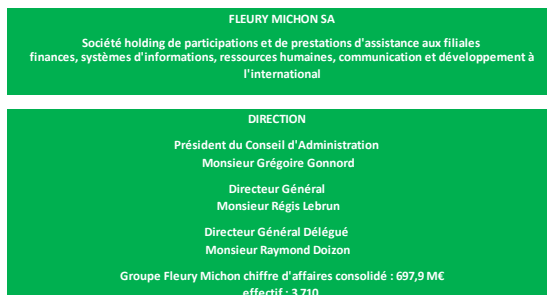 FLEURY MICHON SA
Société holding de participations et de prestations d'assistance aux filiales
finances, systèmes d'informations, ressources humaines, communication et développement à
l'international
DIRECTION
Président du Conseil d'Administration
Monsieur Grégoire Gonnord
Directeur Général
Monsieur Régis Lebrun
Directeur Général Délégué
Monsieur Raymond Doizon
Groupe Fleury Michon chiffre d'affaires consolidé : 697,9 M€
effectif : 3 710